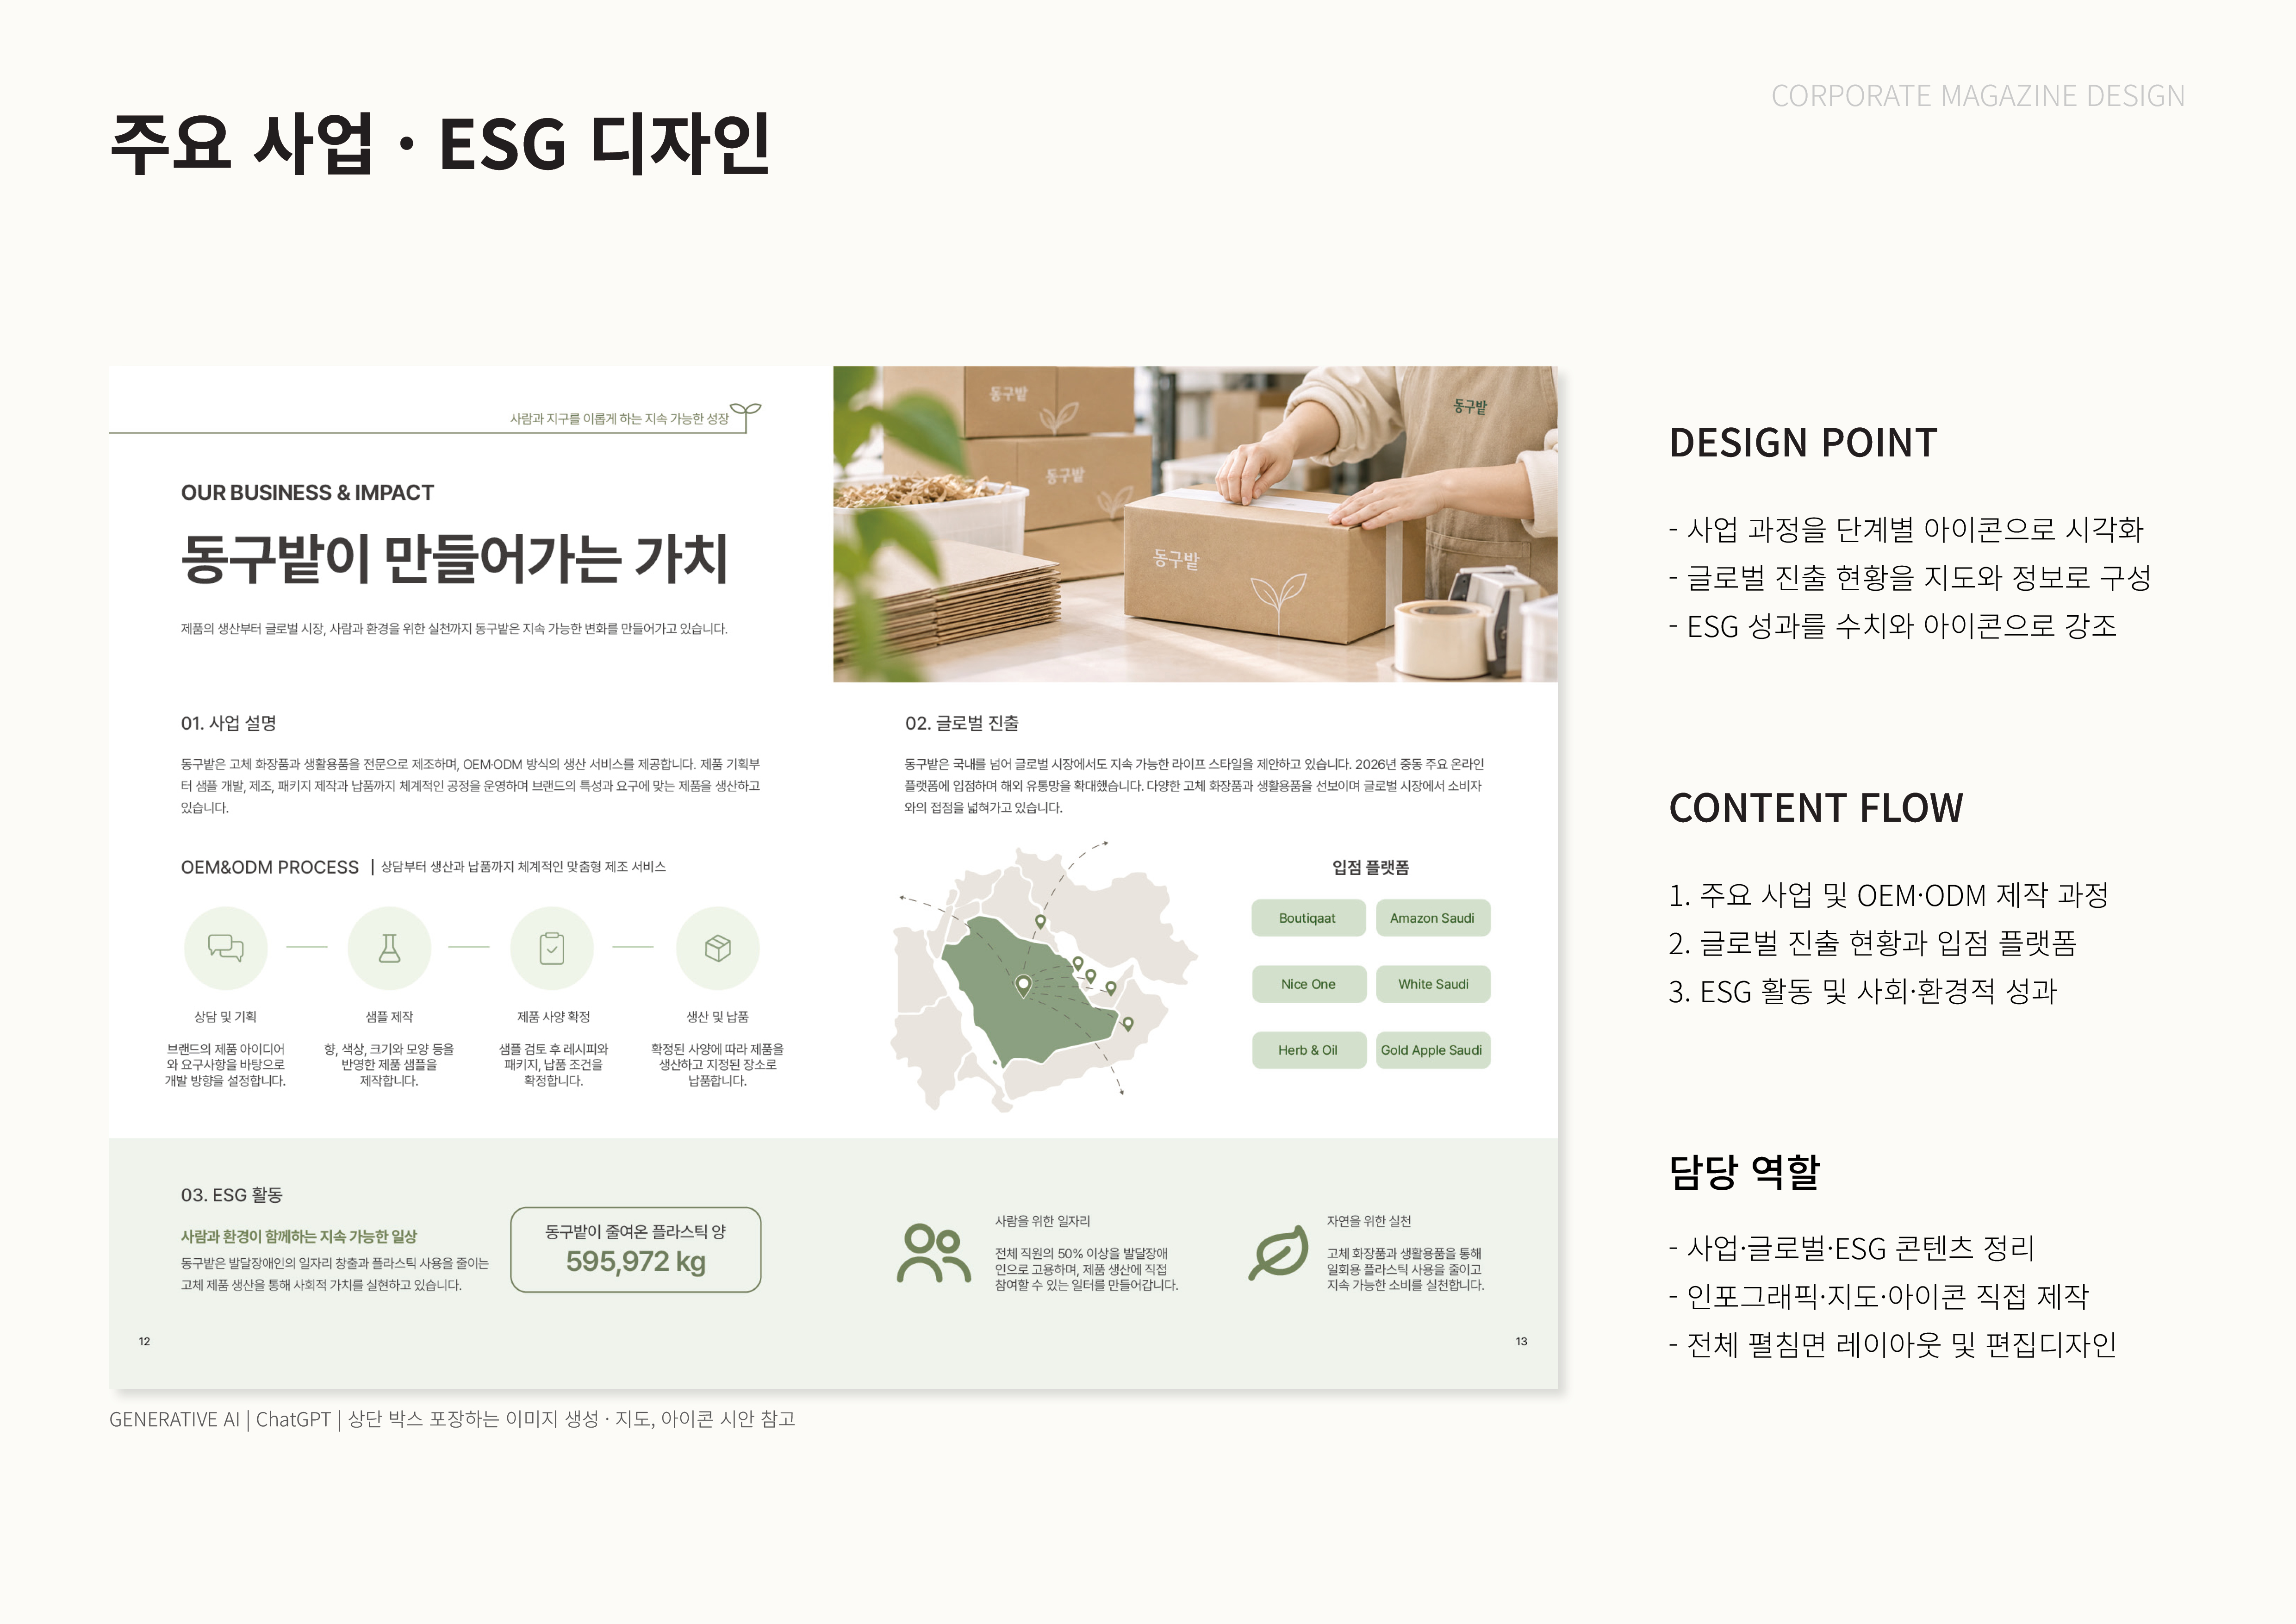 CORPORATE MAGAZINE DESIGN
주요 사업 · ESG 디자인
사람과 지구를 이롭게 하는 지속 가능한 성장
OUR BUSINESS & IMPACT
동구밭이 만들어가는 가치
제품의 생산부터 글로벌 시장, 사람과 환경을 위한 실천까지 동구밭은 지속 가능한 변화를 만들어가고 있습니다.
동구밭
동구밭
동구밭
동구밭
01. 사업 설명
동구밭은 고체 화장품과 생활용품을 전문으로 제조하며, OEM·ODM 방식의 생산 서비스를 제공합니다. 제품 기획부
터 샘플 개발, 제조, 패키지 제작과 납품까지 체계적인 공정을 운영하며 브랜드의 특성과 요구에 맞는 제품을 생산하고
있습니다.
OEM&ODM PROCESS | 상담부터 생산과 납품까지 체계적인 맞춤형 제조 서비스
상담 및 기획
브랜드의 제품 아이디어
와 요구사항을 바탕으로
개발 방향을 설정합니다.
샘플 제작
향, 색상, 크기와 모양 등을
반영한 제품 샘플을
제작합니다.
제품 사양 확정
샘플 검토 후 레시피와
패키지, 납품 조건을
확정합니다.
생산 및 납품
확정된 사양에 따라 제품을
생산하고 지정된 장소로
납품합니다.
02. 글로벌 진출
동구밭은 국내를 넘어 글로벌 시장에서도 지속 가능한 라이프 스타일을 제안하고 있습니다. 2026년 중동 주요 온라인
플랫폼에 입점하며 해외 유통망을 확대했습니다. 다양한 고체 화장품과 생활용품을 선보이며 글로벌 시장에서 소비자
와의 접점을 넓혀가고 있습니다.
입점 플랫폼
Boutiqaat
Amazon Saudi
Nice One
White Saudi
Herb & Oil
Gold Apple Saudi
03. ESG 활동
사람과 환경이 함께하는 지속 가능한 일상
동구밭은 발달장애인의 일자리 창출과 플라스틱 사용을 줄이는
고체 제품 생산을 통해 사회적 가치를 실현하고 있습니다.
동구밭이 줄여온 플라스틱 양
595,972 kg
사람을 위한 일자리
전체 직원의 50% 이상을 발달장애
인으로 고용하며, 제품 생산에 직접
참여할 수 있는 일터를 만들어갑니다.
자연을 위한 실천
고체 화장품과 생활용품을 통해
일회용 플라스틱 사용을 줄이고
지속 가능한 소비를 실천합니다.
12
13
GENERATIVE AI | ChatGPT | 상단 박스 포장하는 이미지 생성 · 지도, 아이콘 시안 참고
DESIGN POINT
- 사업 과정을 단계별 아이콘으로 시각화
- 글로벌 진출 현황을 지도와 정보로 구성
- ESG 성과를 수치와 아이콘으로 강조
CONTENT FLOW
1. 주요 사업 및 OEM·ODM 제작 과정
2. 글로벌 진출 현황과 입점 플랫폼
3. ESG 활동 및 사회·환경적 성과
담당 역할
- 사업·글로벌·ESG 콘텐츠 정리
- 인포그래픽·지도·아이콘 직접 제작
- 전체 펼침면 레이아웃 및 편집디자인